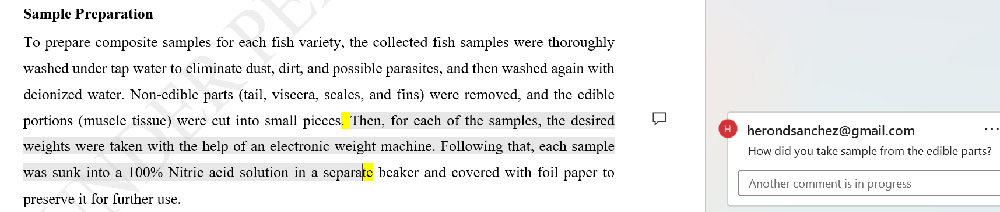 Sample Preparation
To prepare composite samples for each fish variety, the collected fish samples were thoroughly
washed under tap water to eliminate dust, dirt, and possible parasites, and then washed again with
deionized water. Non-edible parts (tail, viscera, scales, and fins) were removed, and the edible
portions (muscle tissue) were cut into small pieces. Then, for each of the samples, the desired
weights were taken with the help of an electronic weight machine. Following that, each sample
was sunk into a 100% Nitric acid solution in a separate beaker and covered with foil paper to
preserve it for further use.
UNDER PE
H
herondsanchez@gmail.com
How did you take sample from the edible parts?
Another comment is in progress